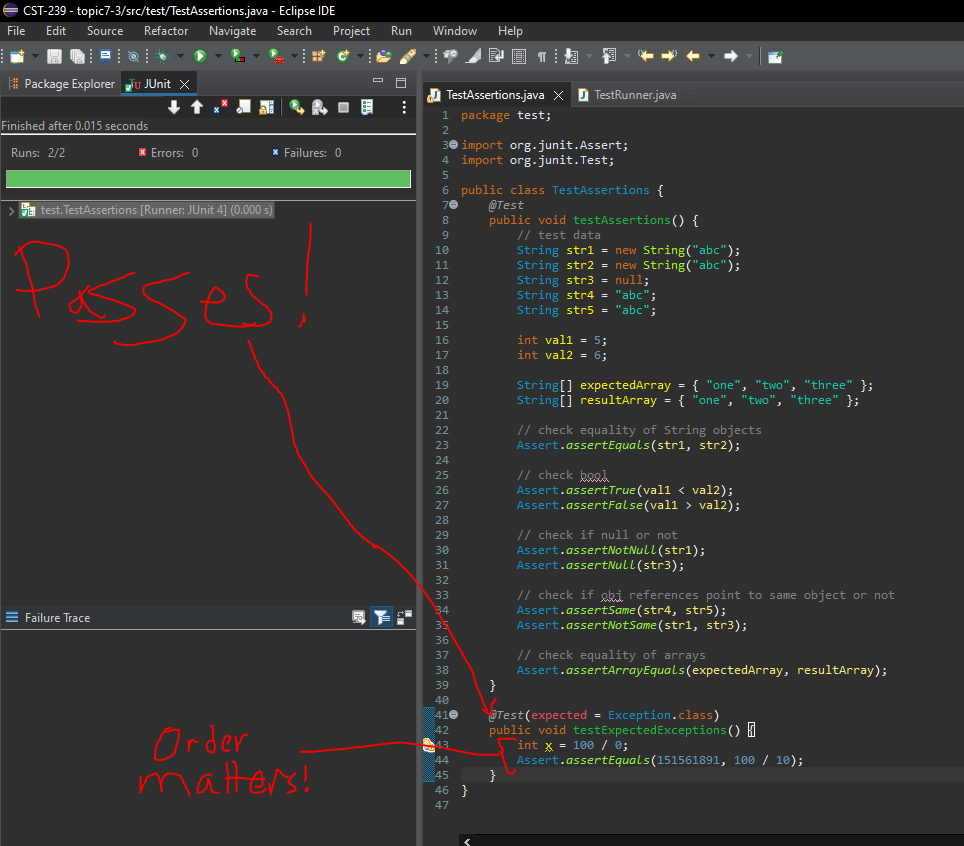 CST-239 - topic7-3/src/test/TestAssertions.java - Eclipse IDE
File Edit Source Refactor Navigate Search Project Run Window Help
Package Explorer JUnit
Finished after 0.015 seconds
Runs: 2/2 Errors: 0 Failures: 0
test.TestAssertions [Runner: JUnit 4] (0.000 s)
Passes!
Failure Trace
Order
matters!
TestAssertions.java TestRunner.java
1 package test;
2
3 import org.junit.Assert;
4 import org.junit.Test;
5
6 public class TestAssertions {
7 @Test
8 public void testAssertions() {
9 // test data
10 String str1 = new String("abc");
11 String str2 = new String("abc");
12 String str3 = null;
13 String str4 = "abc";
14 String str5 = "abc";
15
16 int val1 = 5;
17 int val2 = 6;
18
19 String[] expectedArray = { "one", "two", "three" };
20 String[] resultArray = { "one", "two", "three" };
21
22 // check equality of String objects
23 Assert.assertEquals(str1, str2);
24
25 // check bool
26 Assert.assertTrue(val1 < val2);
27 Assert.assertFalse(val1 > val2);
28
29 // check if null or not
30 Assert.assertNotNull(str1);
31 Assert.assertNull(str3);
32
33 // check if obj references point to same object or not
34 Assert.assertSame(str4, str5);
35 Assert.assertNotSame(str1, str3);
36
37 // check equality of arrays
38 Assert.assertArrayEquals(expectedArray, resultArray);
39 }
40
41 @Test(expected = Exception.class)
42 public void testExpectedExceptions() {
43 int x = 100 / 0;
44 Assert.assertEquals(151561891, 100 / 10);
45 }
46 }
47